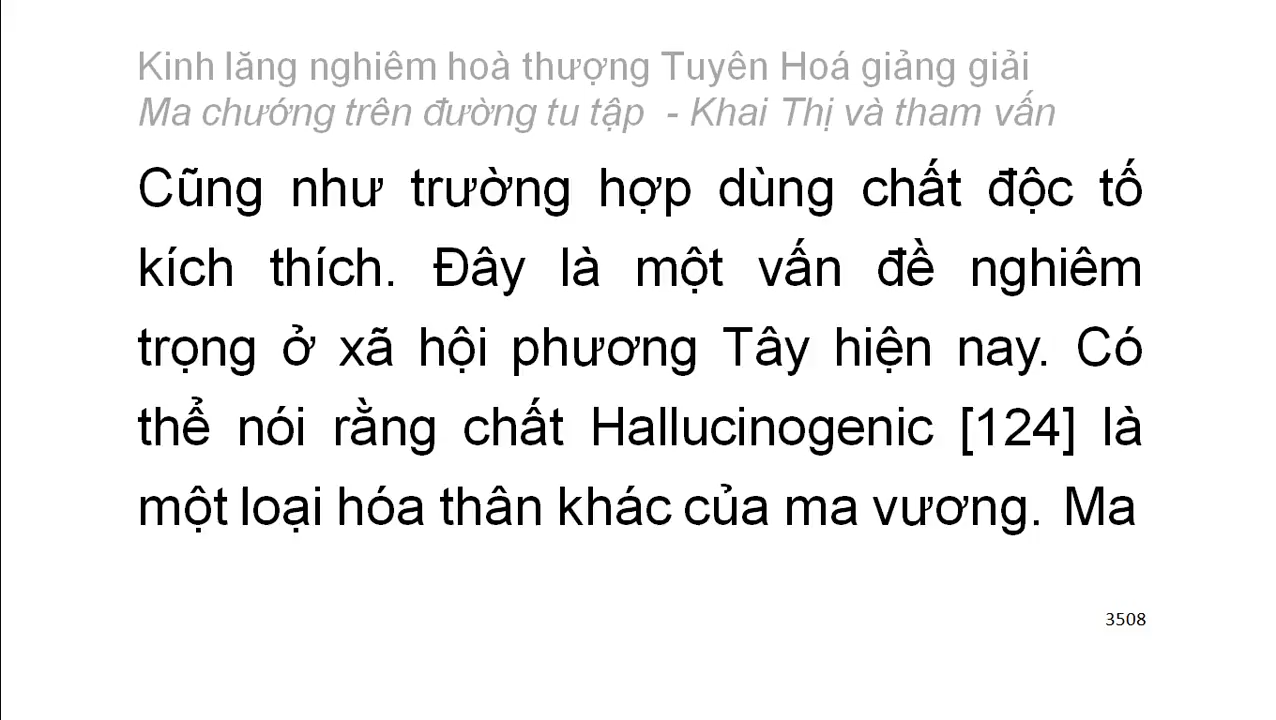 Kinh lăng nghiêm hoà thượng Tuyên Hoá giảng giải
Ma chướng trên đường tu tập - Khai Thị và tham vấn
Cũng như trường hợp dùng chất độc tố
kích thích. Đây là một vấn đề nghiêm
trọng ở xã hội phương Tây hiện nay. Có
thể nói rằng chất Hallucinogenic [124] là
một loại hóa thân khác của ma vương. Ma
3508